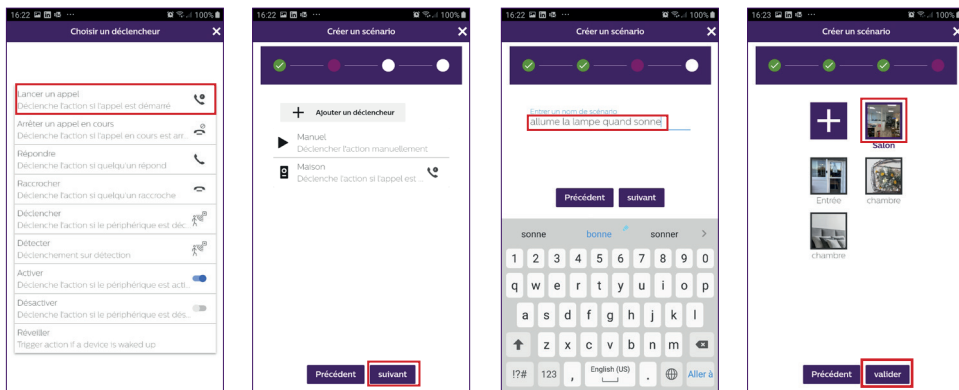 16:22 ... 100%
Choisir un déclencheur
Lancer un appel
Déclenche l'action si l'appel est démarré
Arrêter un appel en cours
Déclenche l'action si l'appel en cours est arr...
Répondre
Déclenche l'action si quelqu'un répond
Raccrocher
Déclenche l'action si quelqu'un raccroche
Déclencher
Déclenche l'action si le périphérique est déc
Détecter
Déclenchement sur détection
Activer
Déclenche l'action si le périphérique est acti...
Désactiver
Déclenche l'action si le périphérique est dés...
Réveiller
Trigger action if a device is waked up
16:22 ... 100%
Créer un scénario
Ajouter un déclencheur
Manuel
Déclencher l'action manuellement
Maison
Déclenche l'action si l'appel est ...
Précédent suivant
16:22 ... 100%
Créer un scénario
Entrer un nom de scénario
allume la lampe quand sonne
Précédent suivant
sonne bonne sonner >
1 2 3 4 5 6 7 8 9 0
q w e r t y u i o p
a s d f g h j k l
z x c v b n m
!?# 123 , English (US) . Aller à
16:23 ... 100%
Créer un scénario
Salon
Entrée chambre
chambre
Précédent valider